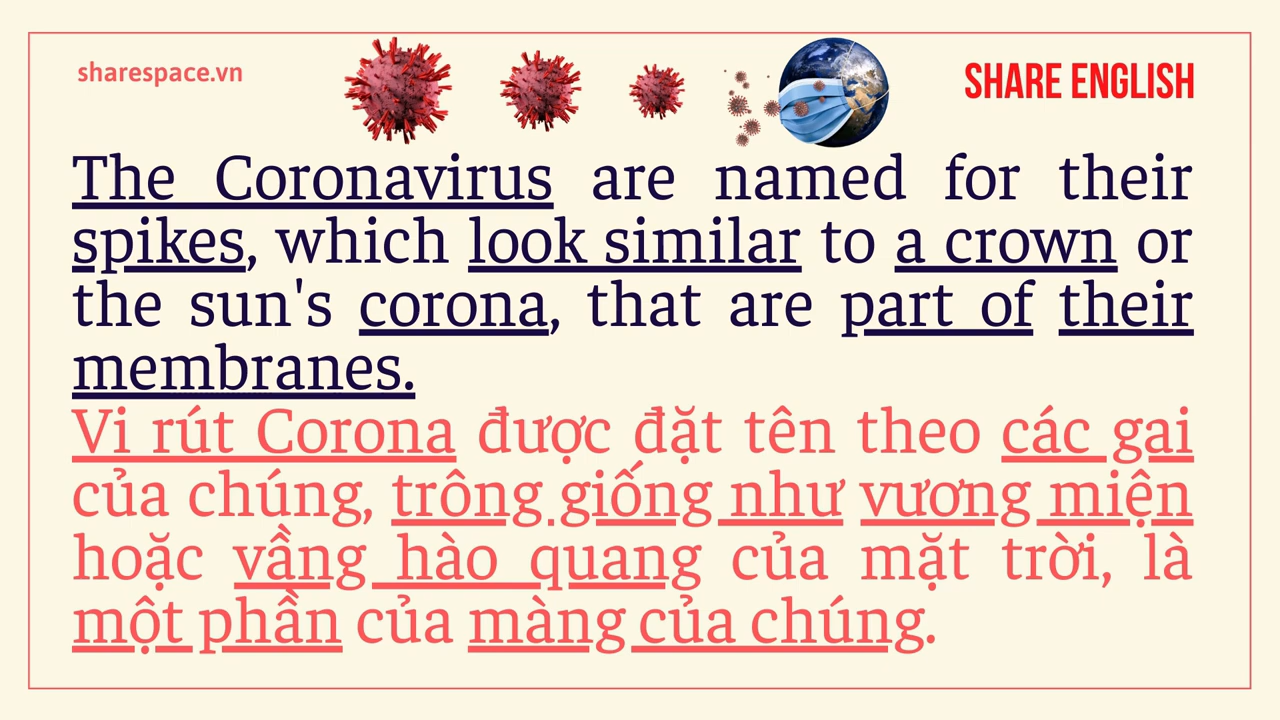 sharespace.vn
SHARE ENGLISH
The Coronavirus are named for their
spikes, which look similar to a crown or
the sun's corona, that are part of their
membranes.
Vi rút Corona được đặt tên theo các gai
của chúng, trông giống như vương miện
hoặc vầng hào quang của mặt trời, là
một phần của màng của chúng.